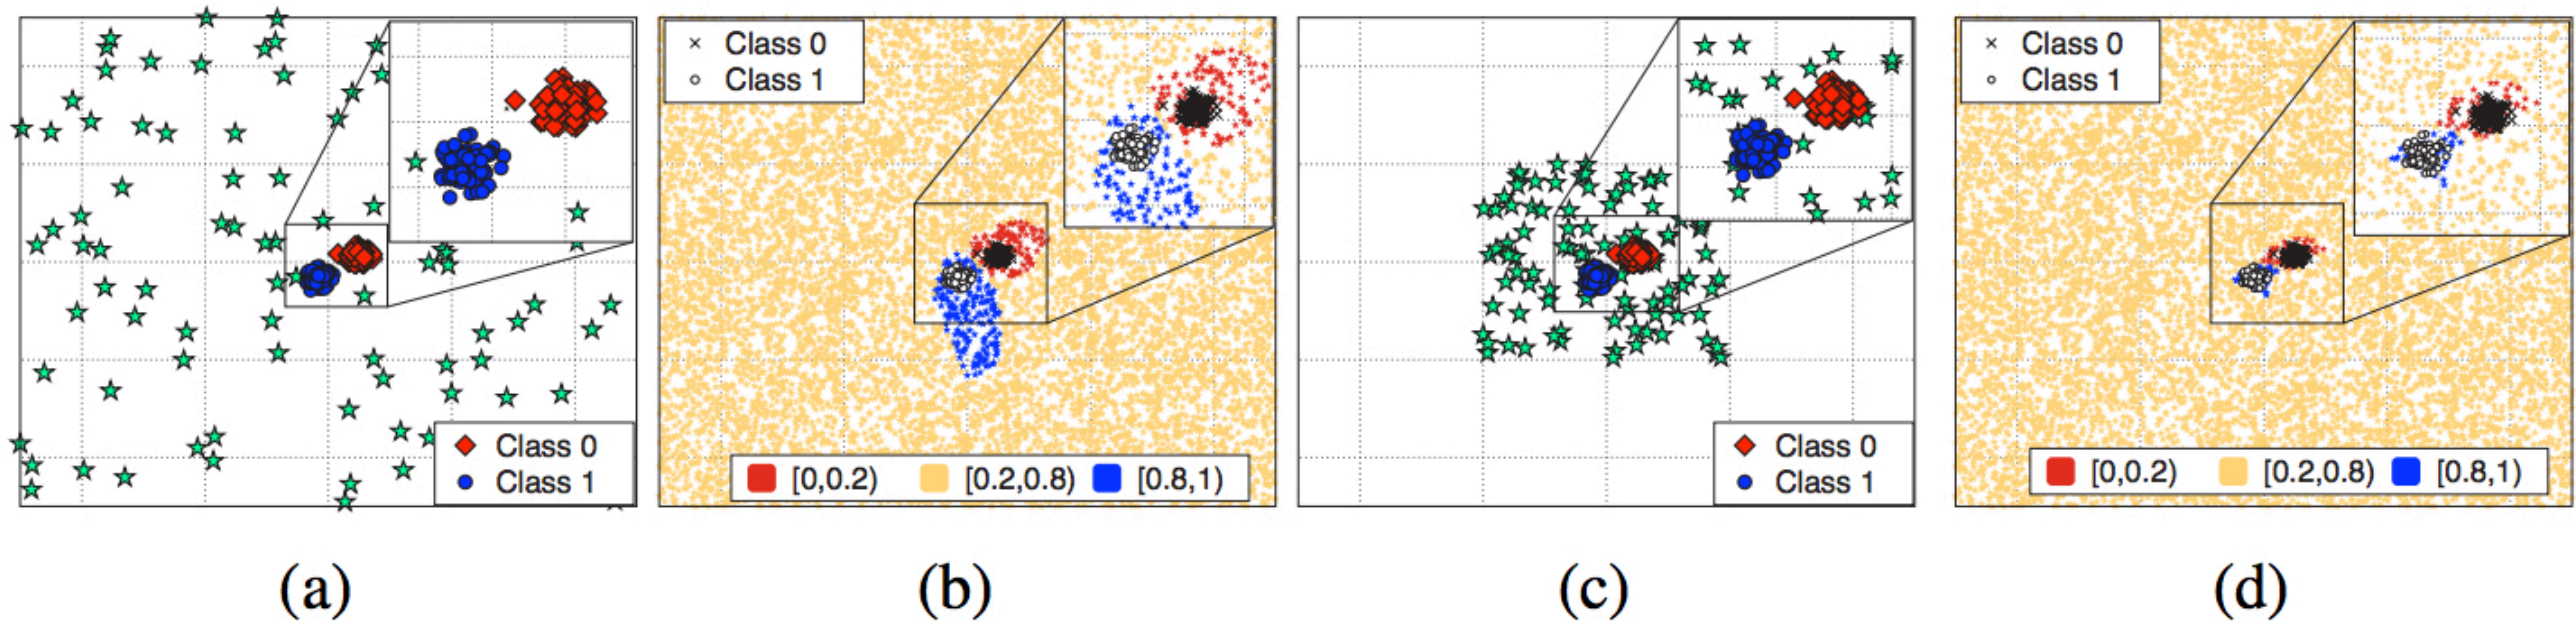 Class 0
Class 1
(a)
Class 0
Class 1
[0,0.2) [0.2,0.8) [0.8,1)
(b)
Class 0
Class 1
(c)
Class 0
Class 1
[0,0.2) [0.2,0.8) [0.8,1)
(d)